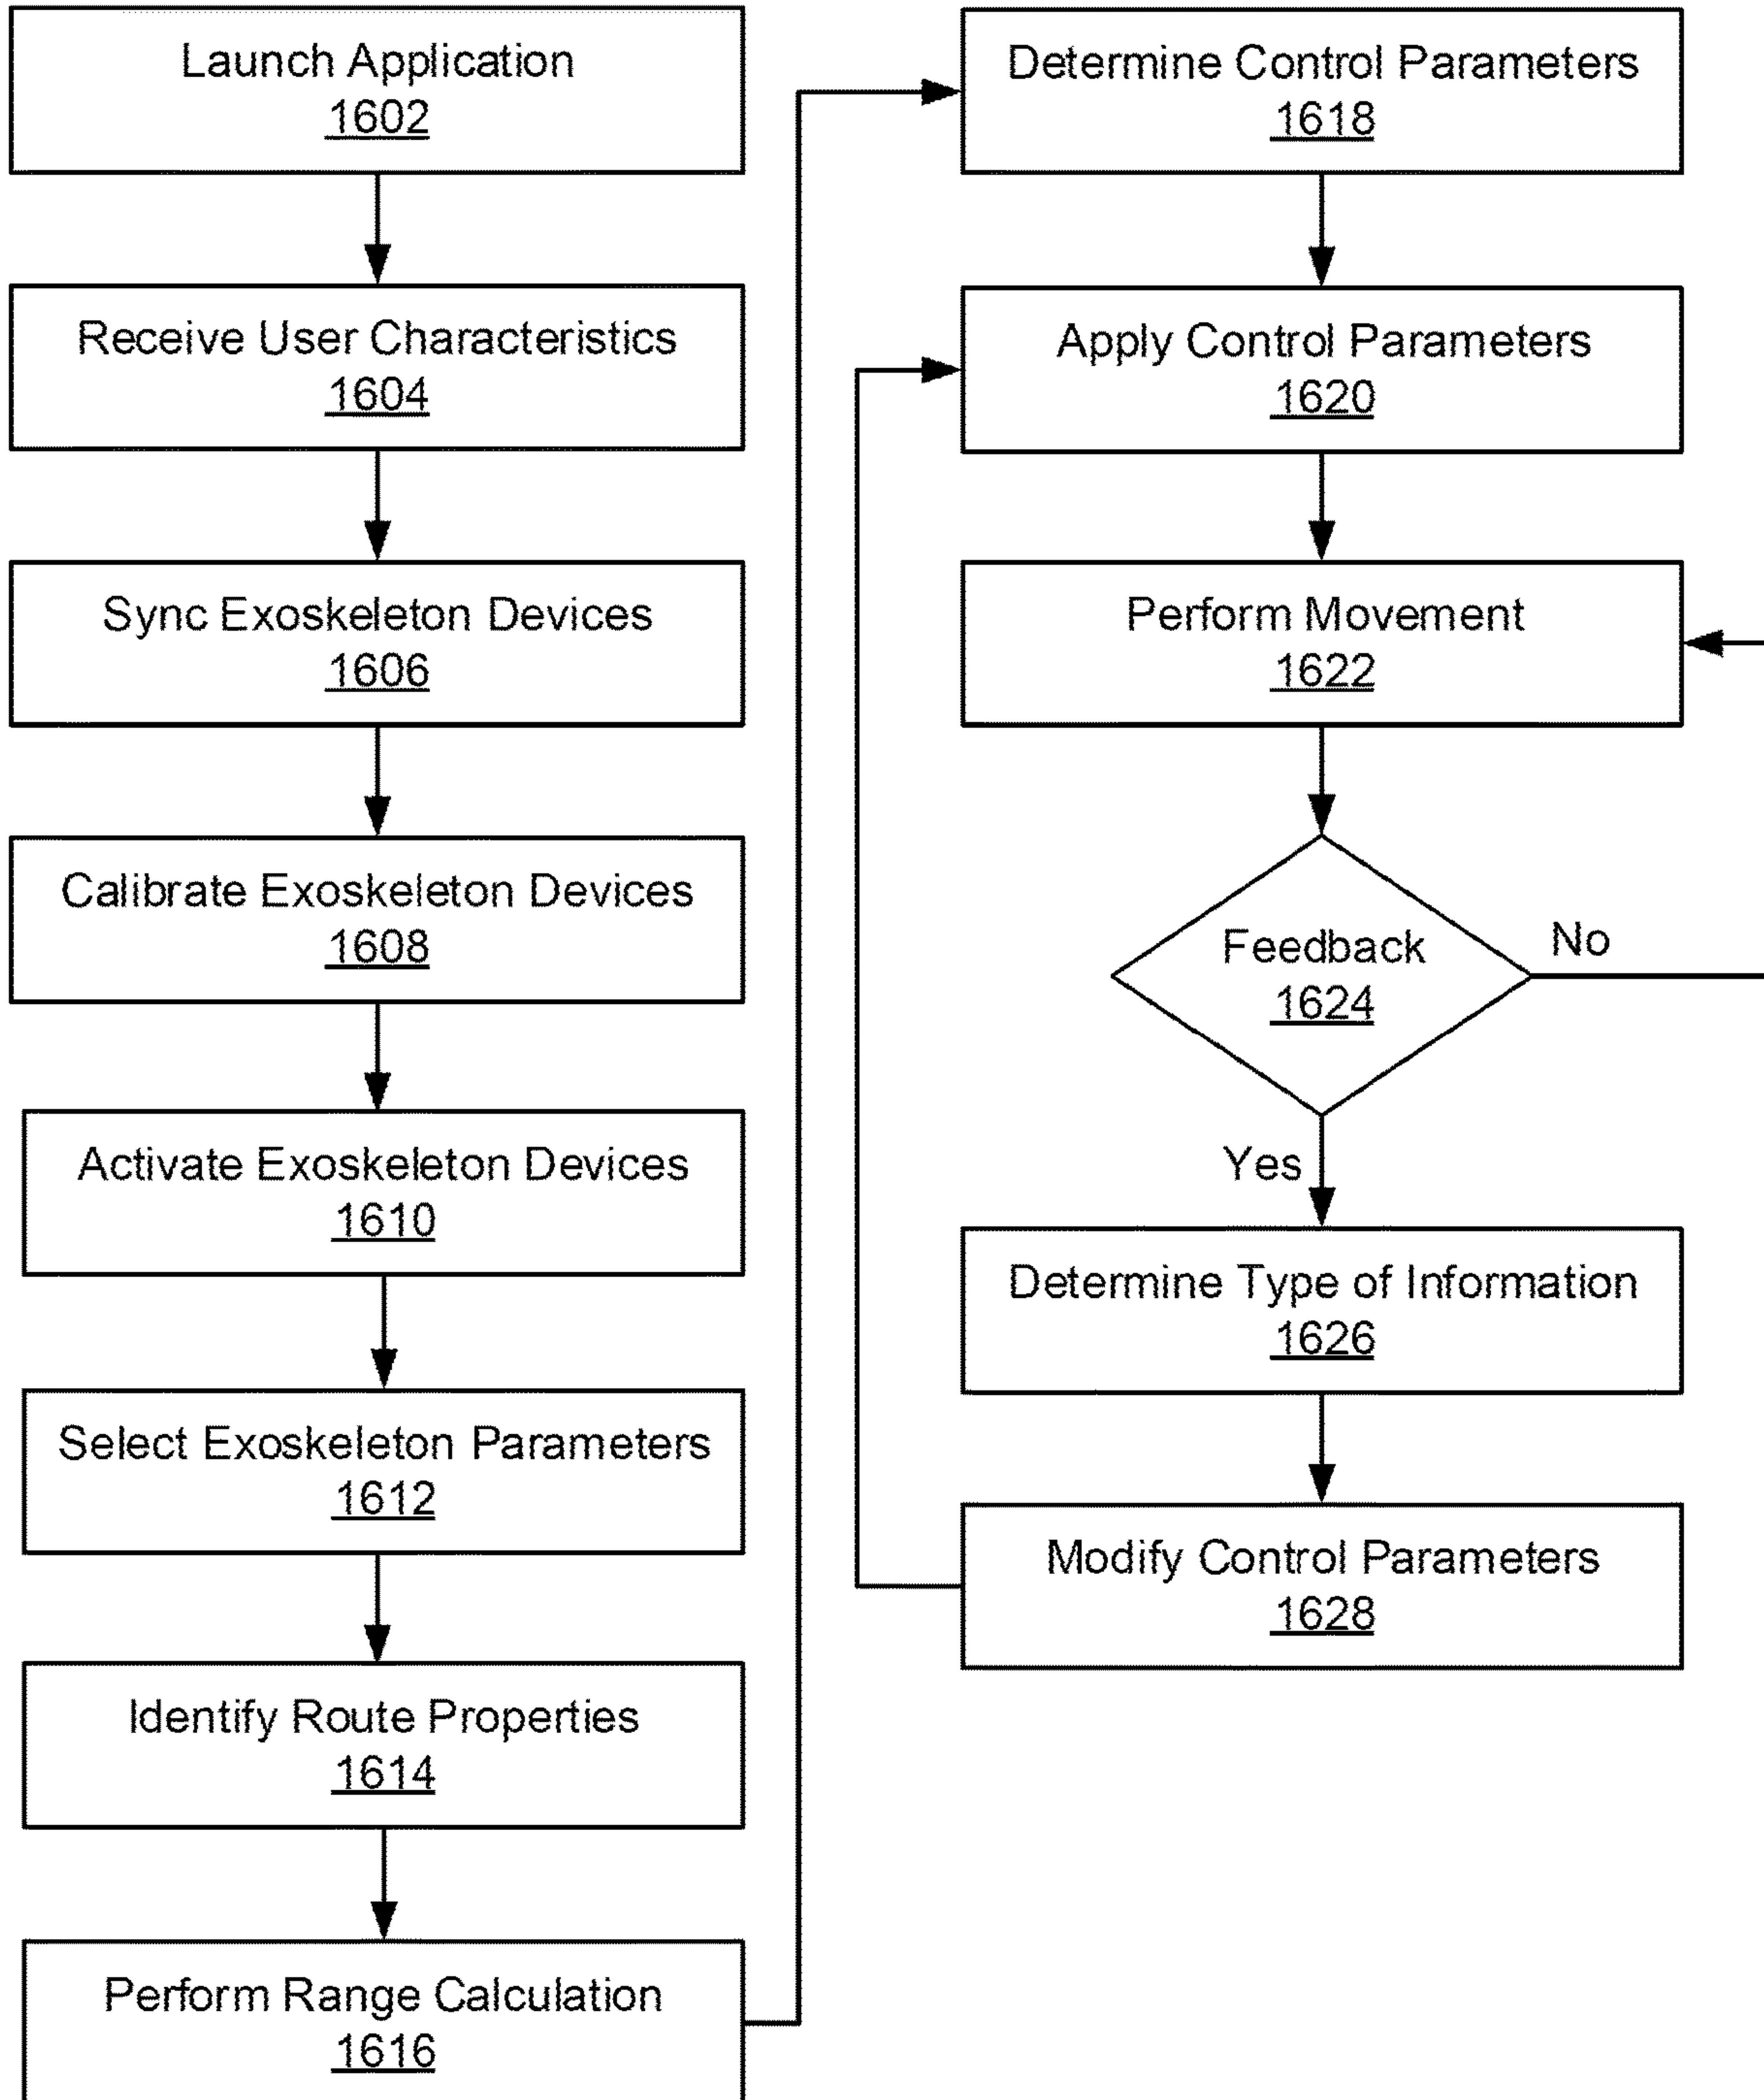 Launch Application
1602
Receive User Characteristics
1604
Sync Exoskeleton Devices
1606
Calibrate Exoskeleton Devices
1608
Activate Exoskeleton Devices
1610
Select Exoskeleton Parameters
1612
Identify Route Properties
1614
Perform Range Calculation
1616
Determine Control Parameters
1618
Apply Control Parameters
1620
Perform Movement
1622
Feedback
1624
No
Yes
Determine Type of Information
1626
Modify Control Parameters
1628